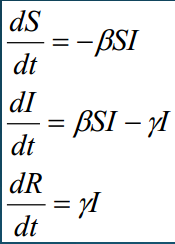 dS/dt = −βSI
dI/dt = βSI − γI
dR/dt = γI